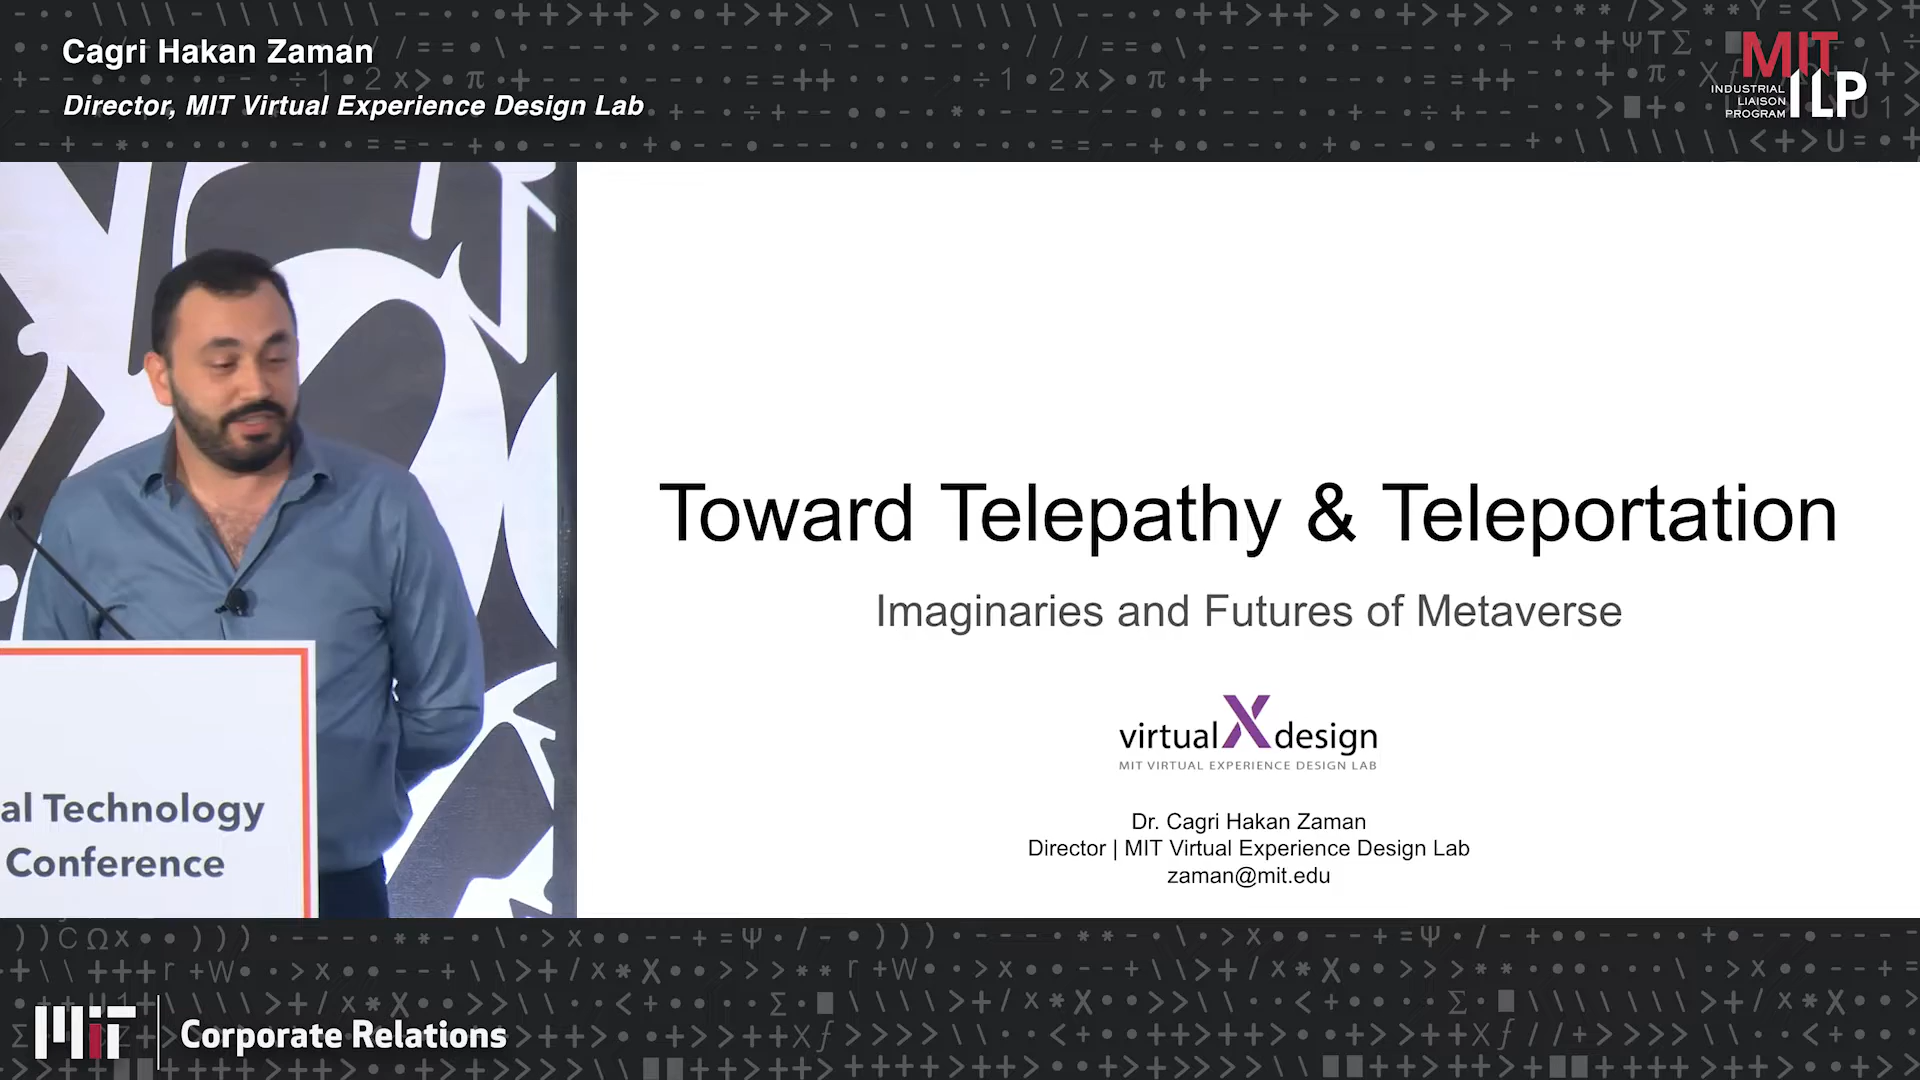 Cagri Hakan Zaman
Director, MIT Virtual Experience Design Lab
MIT
ILP
INDUSTRIAL
LIAISON
PROGRAM
al Technology
Conference
Toward Telepathy & Teleportation
Imaginaries and Futures of Metaverse
virtualXdesign
MIT VIRTUAL EXPERIENCE DESIGN LAB
Dr. Cagri Hakan Zaman
Director | MIT Virtual Experience Design Lab
zaman@mit.edu
MIT
Corporate Relations